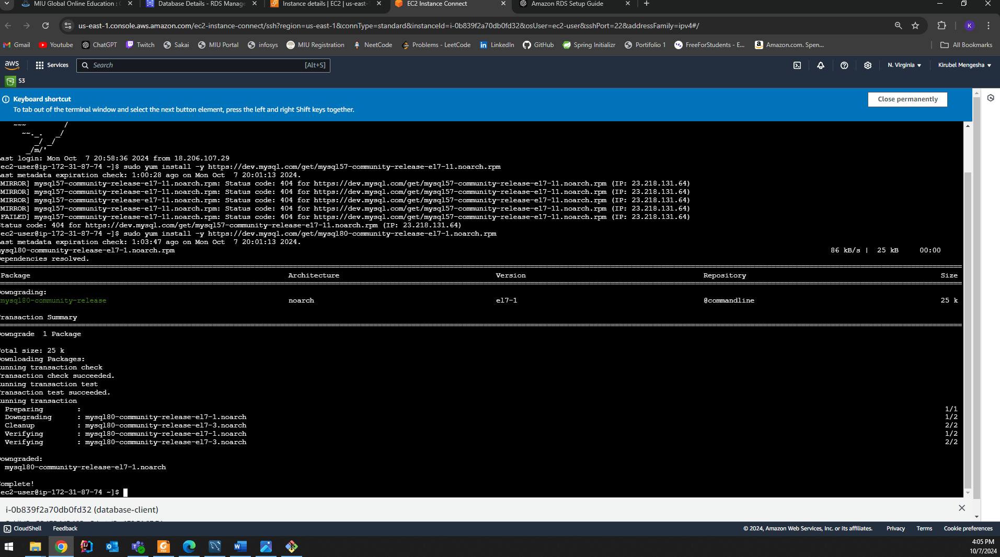 MIU Global Online Education :
Database Details - RDS Manage
Instance details | EC2 | us-east-
EC2 Instance Connect
Amazon RDS Setup Guide
us-east-1.console.aws.amazon.com/ec2-instance-connect/ssh?region=us-east-1&connType=standard&instanceId=i-0b839f2a70db0fd32&osUser=ec2-user&sshPort=22&addressFamily=ipv4#/
K
Gmail Youtube ChatGPT Twitch Sakai MIU Portal infosys MIU Registration NeetCode Problems - LeetCode LinkedIn GitHub Spring Initializr Portifolio 1 FreeForStudents - E... Amazon.com. Spen... All Bookmarks
aws Services Search [Alt+S] N. Virginia Kirubel Mengesha
S3
Keyboard shortcut
Close permanently
To tab out of the terminal window and select the next button element, press the left and right Shift keys together.
~~~ /
~~._. _/
_/ _/
_/m/'
ast login: Mon Oct  7 20:58:36 2024 from 18.206.107.29
ec2-user@ip-172-31-87-74 ~]$ sudo yum install -y https://dev.mysql.com/get/mysql57-community-release-e17-11.noarch.rpm
ast metadata expiration check: 1:00:28 ago on Mon Oct  7 20:01:13 2024.
MIRROR] mysql57-community-release-e17-11.noarch.rpm: Status code: 404 for https://dev.mysql.com/get/mysql57-community-release-e17-11.noarch.rpm (IP: 23.218.131.64)
MIRROR] mysql57-community-release-e17-11.noarch.rpm: Status code: 404 for https://dev.mysql.com/get/mysql57-community-release-e17-11.noarch.rpm (IP: 23.218.131.64)
MIRROR] mysql57-community-release-e17-11.noarch.rpm: Status code: 404 for https://dev.mysql.com/get/mysql57-community-release-e17-11.noarch.rpm (IP: 23.218.131.64)
MIRROR] mysql57-community-release-e17-11.noarch.rpm: Status code: 404 for https://dev.mysql.com/get/mysql57-community-release-e17-11.noarch.rpm (IP: 23.218.131.64)
FAILED] mysql57-community-release-e17-11.noarch.rpm: Status code: 404 for https://dev.mysql.com/get/mysql57-community-release-e17-11.noarch.rpm (IP: 23.218.131.64)
tatus code: 404 for https://dev.mysql.com/get/mysql57-community-release-e17-11.noarch.rpm (IP: 23.218.131.64)
ec2-user@ip-172-31-87-74 ~]$ sudo yum install -y https://dev.mysql.com/get/mysql80-community-release-el7-1.noarch.rpm
ast metadata expiration check: 1:03:47 ago on Mon Oct  7 20:01:13 2024.
ysql80-community-release-el7-1.noarch.rpm 86 kB/s | 25 kB 00:00
ependencies resolved.
Package Architecture Version Repository Size
owngrading:
mysql80-community-release noarch el7-1 @commandline 25 k
ransaction Summary
owngrade  1 Package
otal size: 25 k
ownloading Packages:
unning transaction check
ransaction check succeeded.
unning transaction test
ransaction test succeeded.
unning transaction
Preparing : 1/1
Downgrading : mysql80-community-release-el7-1.noarch 1/2
Cleanup : mysql80-community-release-el7-3.noarch 2/2
Verifying : mysql80-community-release-el7-1.noarch 1/2
Verifying : mysql80-community-release-el7-3.noarch 2/2
owngraded:
mysql80-community-release-el7-1.noarch
omplete!
ec2-user@ip-172-31-87-74 ~]$
i-0b839f2a70db0fd32 (database-client)
CloudShell Feedback © 2024, Amazon Web Services, Inc. or its affiliates. Privacy Terms Cookie preferences
4:05 PM
10/7/2024